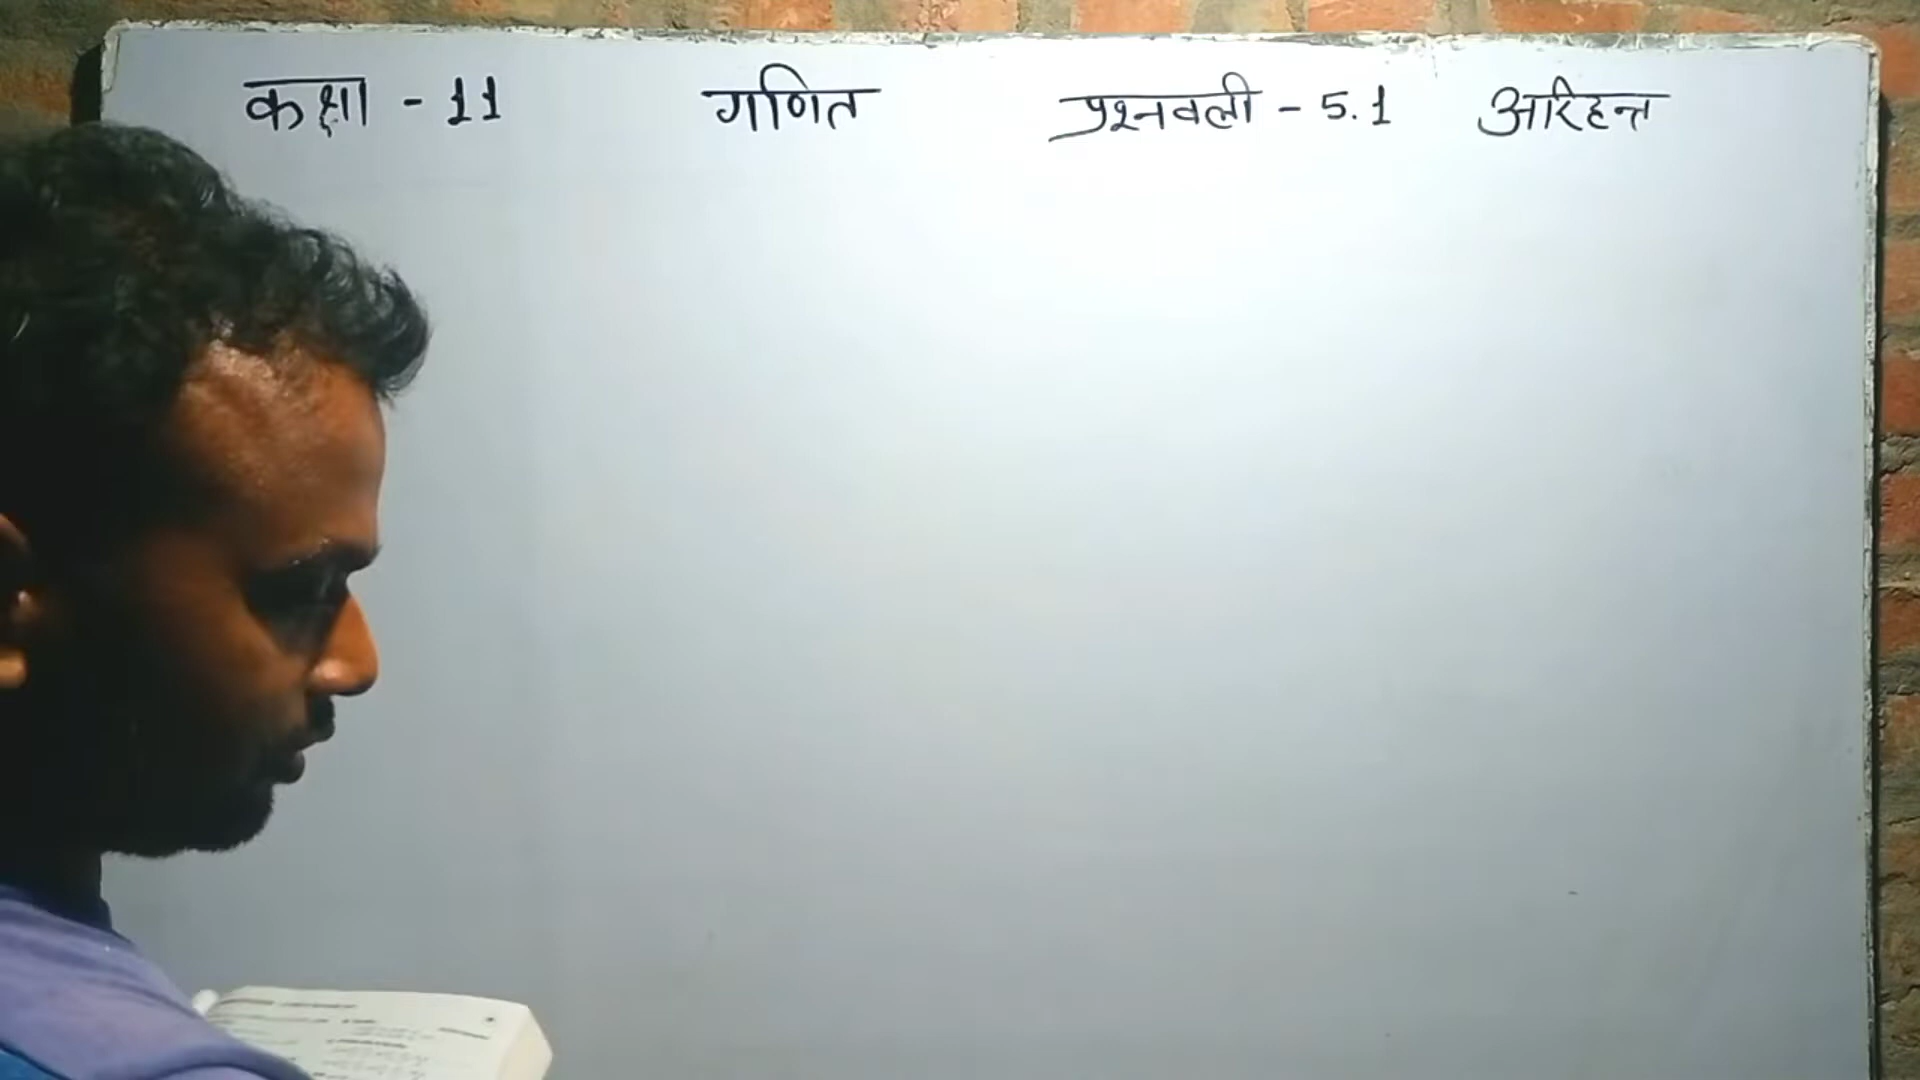 कक्षा - 11 गणित प्रश्नवली - 5.1 अरिहन्त